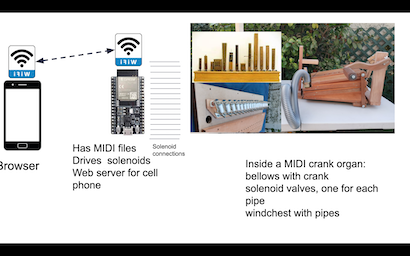 WiFi
WiFi
Browser
Has MIDI files
Drives solenoids
Web server for cell
phone
Solenoid
connections
Inside a MIDI crank organ:
bellows with crank
solenoid valves, one for each
pipe
windchest with pipes